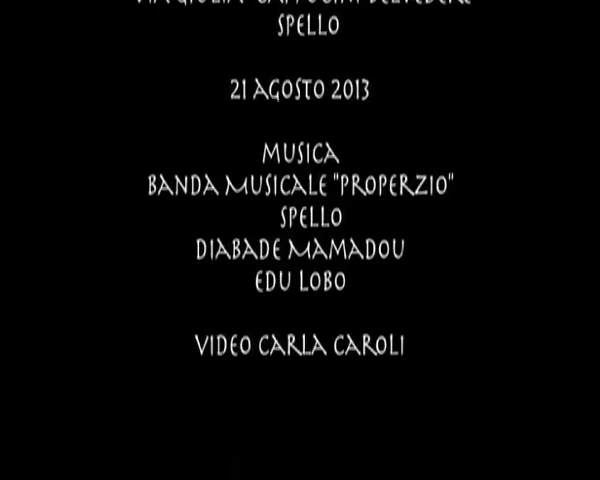 SPELLO
21 AGOSTO 2013
MUSICA
BANDA MUSICALE "PROPERZIO"
SPELLO
DIABADE MAMADOU
EDU LOBO
VIDEO CARLA CAROLI